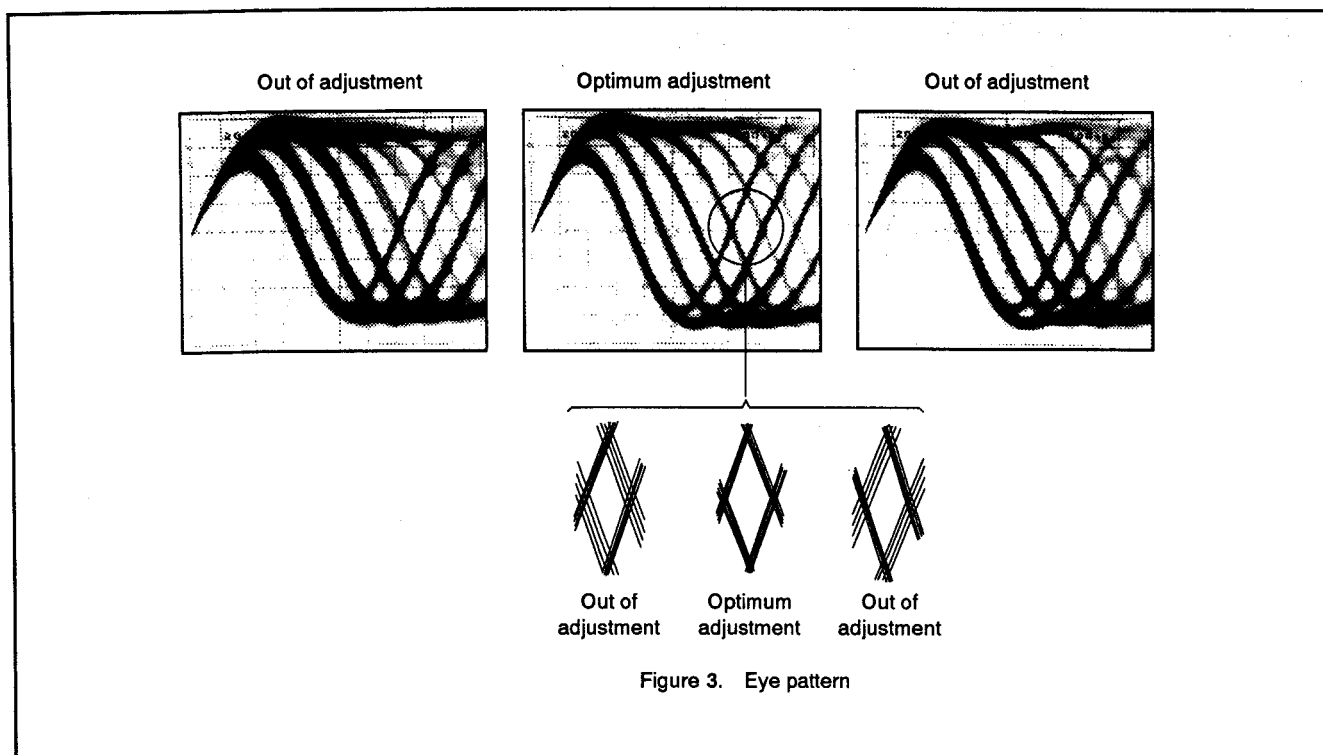 Out of adjustment
Optimum adjustment
Out of adjustment
Out of
adjustment
Optimum
adjustment
Out of
adjustment
Figure 3. Eye pattern